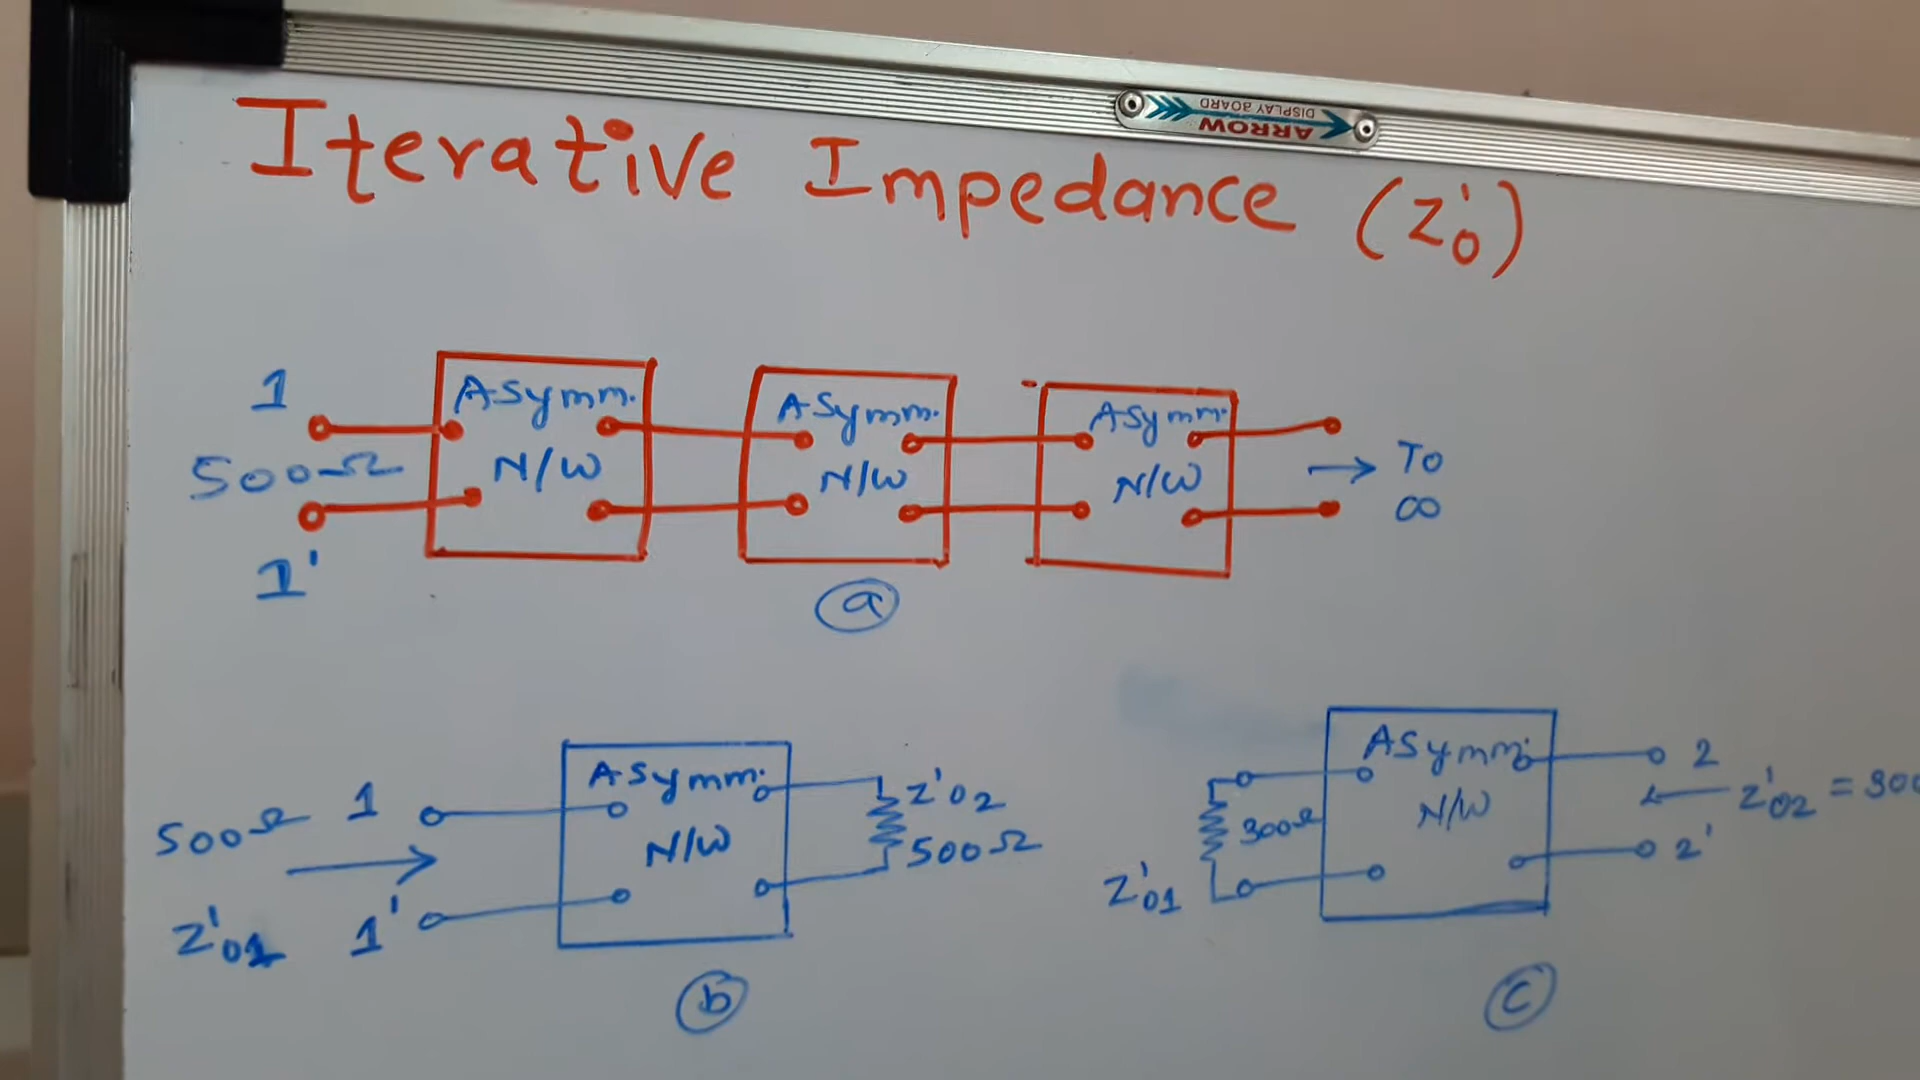 ARROW
DISPLAY BOARD
Iterative Impedance (Z'0)
1
500Ω
1'
Asymm.
N/W
Asymm.
N/W
Asymm.
N/W
→ TO
∞
a
500Ω
Z'01
1
1'
Asymm.
N/W
Z'02
500Ω
b
Z'01
300Ω
Asymm.
N/W
2
Z'02 = 300
2'
c